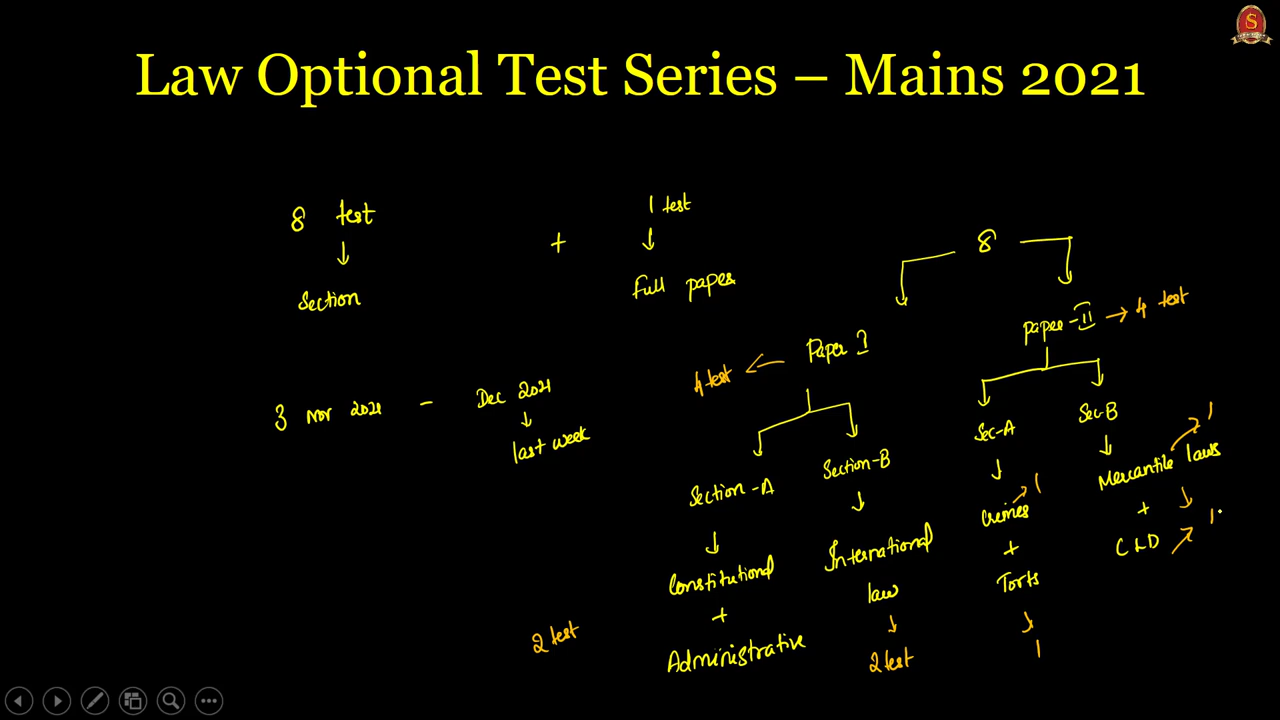 Law Optional Test Series – Mains 2021
S
8 test
+
1 test
Section
Full paper
3 Nov 2021 - Dec 2021
last week
8
Paper I
4 test
Section-A
Constitutional
+
Administrative
2 test
Section-B
International
law
2 test
Paper-II
4 test
Sec-A
Crimes
1
+
Torts
1
Sec-B
Mercantile laws
1
+
CLD
1